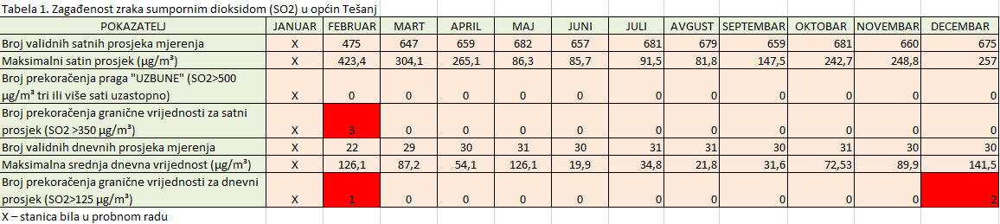 Tabela 1. Zagađenost zraka sumpornim dioksidom (SO2) u općin Tešanj
POKAZATELJ JANUAR FEBRUAR MART APRIL MAJ JUNI JULI AVGUST SEPTEMBAR OKTOBAR NOVEMBAR DECEMBAR
Broj validnih satnih prosjeka mjerenja X 475 647 659 682 657 681 679 659 681 660 675
Maksimalni satin prosjek (µg/m³) X 423,4 304,1 265,1 86,3 85,7 91,5 81,8 147,5 242,7 248,8 257
Broj prekoračenja praga "UZBUNE" (SO2>500
µg/m³ tri ili više sati uzastopno) X 0 0 0 0 0 0 0 0 0 0 0
Broj prekoračenja granične vrijednosti za satni
prosjek (SO2 >350 µg/m³) X 3 0 0 0 0 0 0 0 0 0 0
Broj validnih dnevnih prosjeka mjerenja X 22 29 30 31 30 31 31 30 31 30 30
Maksimalna srednja dnevna vrijednost (µg/m³) X 126,1 87,2 54,1 126,1 19,9 34,8 21,8 31,6 72,53 89,9 141,5
Broj prekoračenja granične vrijednosti za dnevni
prosjek (SO2>125 µg/m³) X 1 0 0 0 0 0 0 0 0 0 2
X – stanica bila u probnom radu